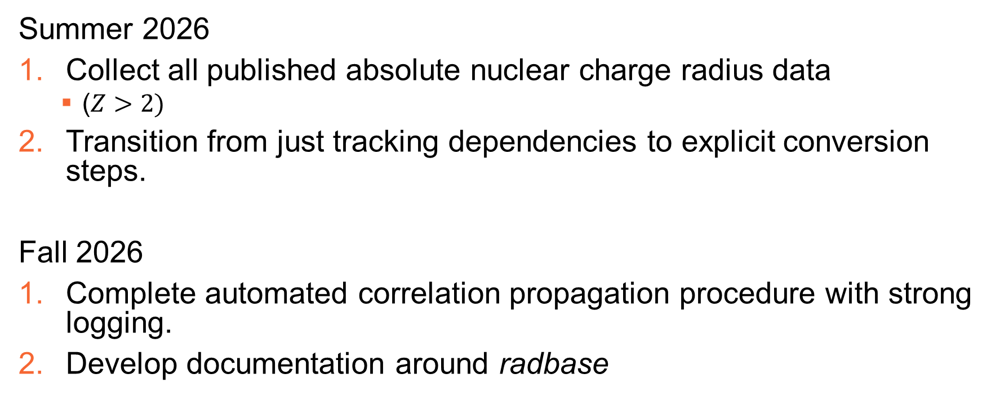 Summer 2026
1. Collect all published absolute nuclear charge radius data
▪ (Z > 2)
2. Transition from just tracking dependencies to explicit conversion
steps.
Fall 2026
1. Complete automated correlation propagation procedure with strong
logging.
2. Develop documentation around radbase